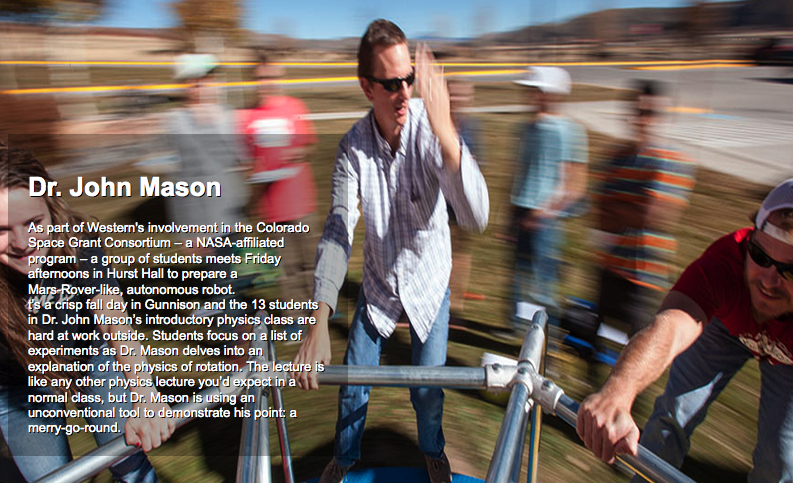 Dr. John Mason
As part of Western's involvement in the Colorado
Space Grant Consortium – a NASA-affiliated
program – a group of students meets Friday
afternoons in Hurst Hall to prepare a
Mars-Rover-like, autonomous robot.
t's a crisp fall day in Gunnison and the 13 students
in Dr. John Mason's introductory physics class are
hard at work outside. Students focus on a list of
experiments as Dr. Mason delves into an
explanation of the physics of rotation. The lecture is
like any other physics lecture you'd expect in a
normal class, but Dr. Mason is using an
unconventional tool to demonstrate his point: a
merry-go-round.